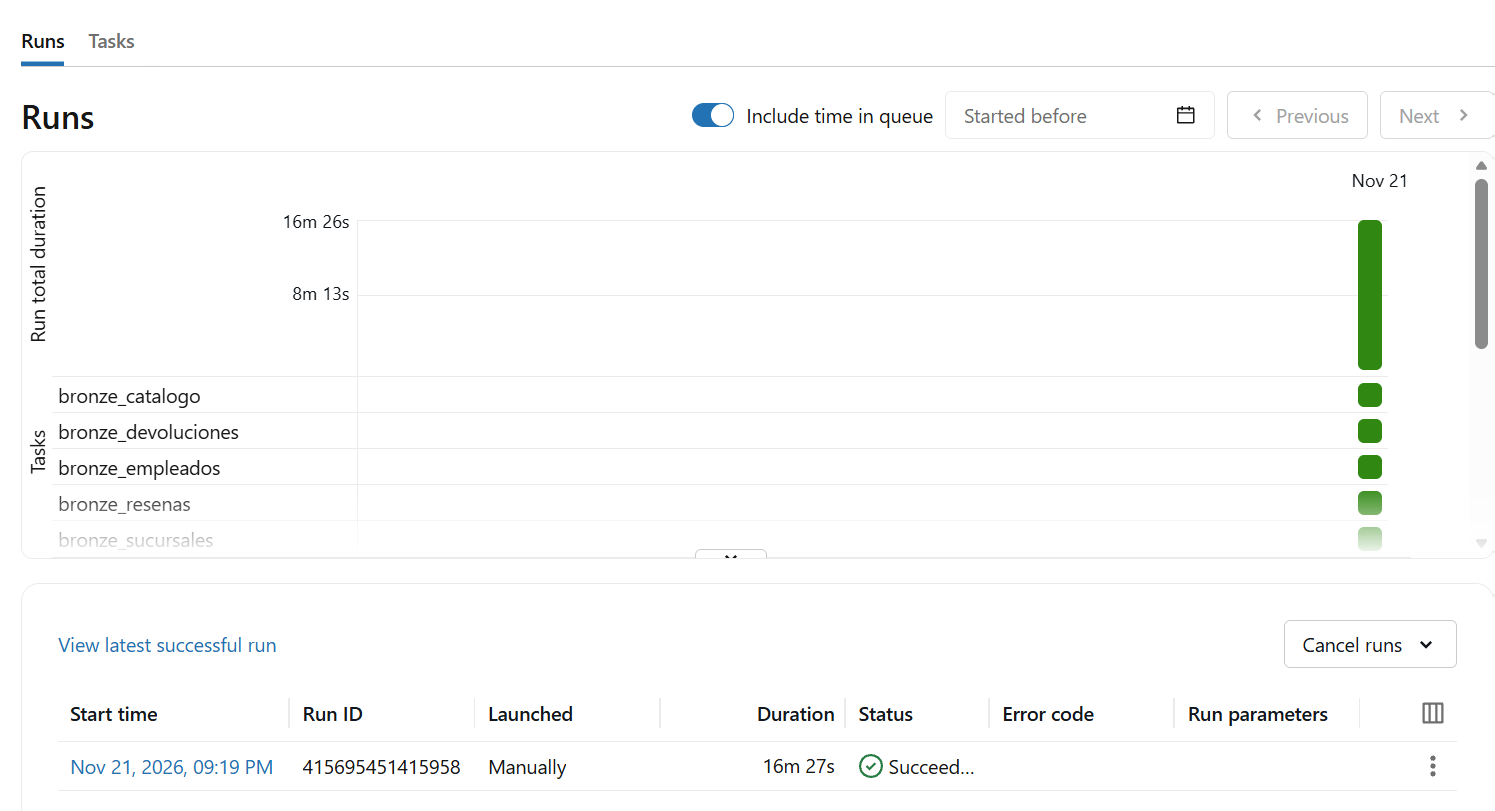 Runs Tasks
Runs Include time in queue Started before Previous Next
Nov 21
Run total duration
16m 26s
8m 13s
Tasks
bronze_catalogo
bronze_devoluciones
bronze_empleados
bronze_resenas
bronze_sucursales
View latest successful run Cancel runs
Start time Run ID Launched Duration Status Error code Run parameters
Nov 21, 2026, 09:19 PM 415695451415958 Manually 16m 27s Succeed...